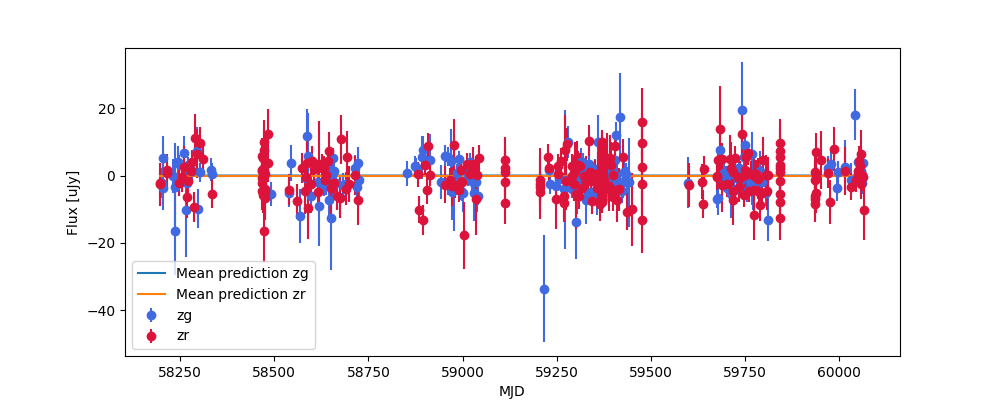 20
0
−20
−40
Flux [uJy]
Mean prediction zg
Mean prediction zr
zg
zr
58250 58500 58750 59000 59250 59500 59750 60000
MJD